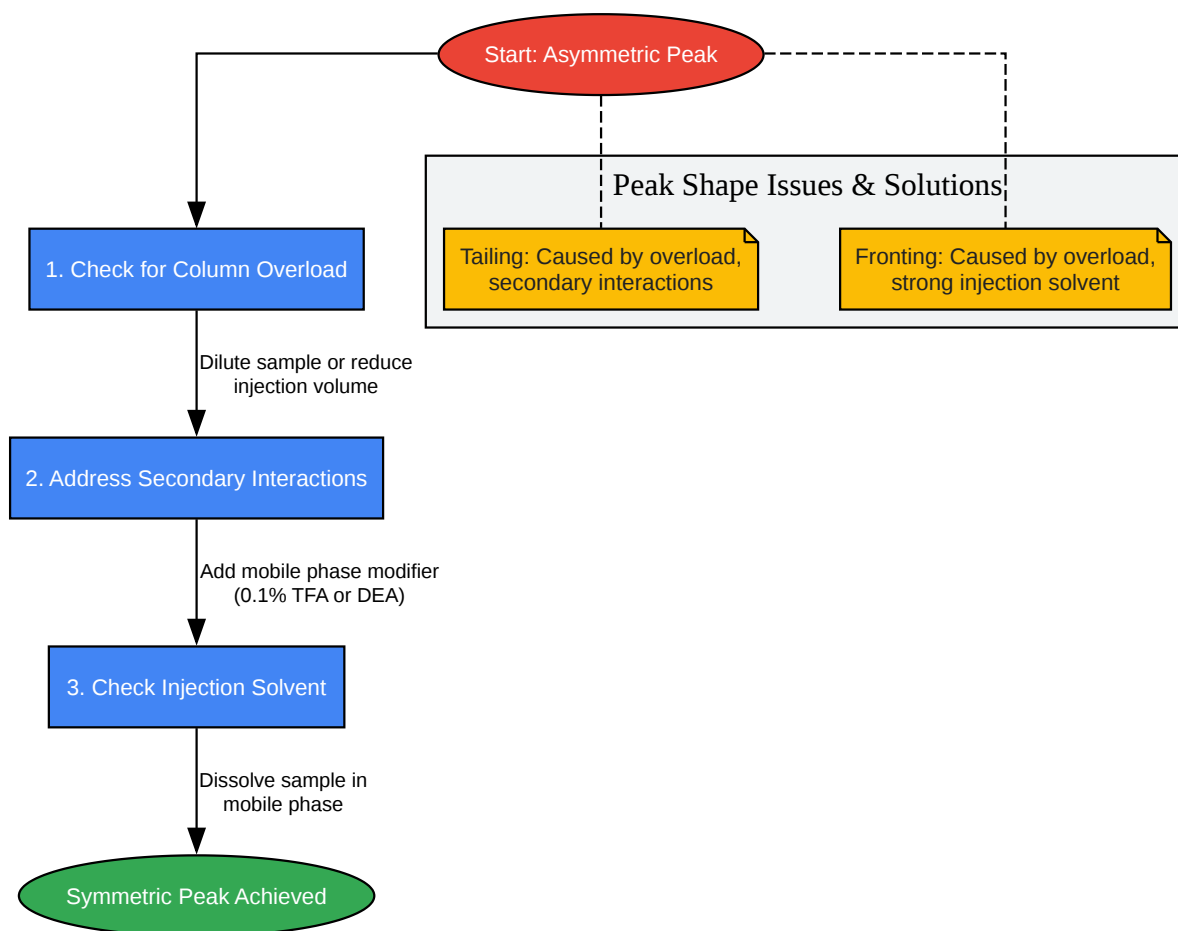 Start: Asymmetric Peak
Peak Shape Issues & Solutions
Tailing: Caused by overload,
secondary interactions
Fronting: Caused by overload,
strong injection solvent
1. Check for Column Overload
Dilute sample or reduce
injection volume
2. Address Secondary Interactions
Add mobile phase modifier
(0.1% TFA or DEA)
3. Check Injection Solvent
Dissolve sample in
mobile phase
Symmetric Peak Achieved